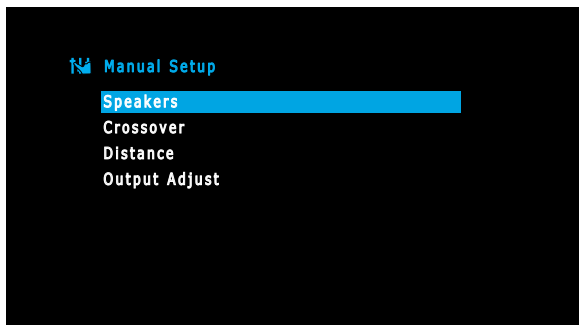 Manual Setup
Speakers
Crossover
Distance
Output Adjust